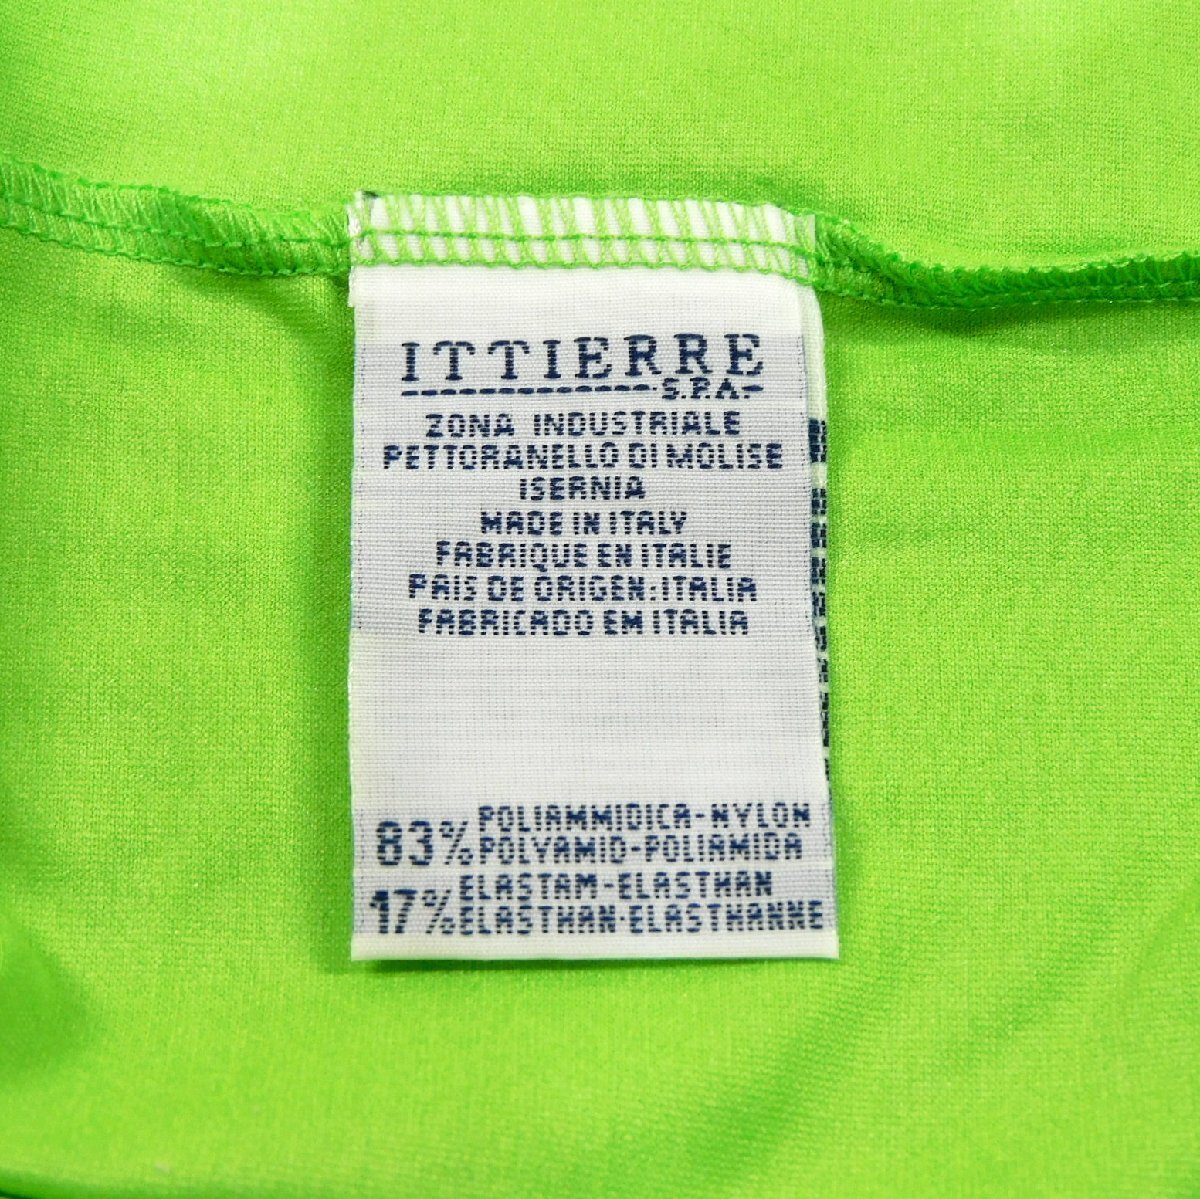 ITTIERRE
S.P.A.
ZONA INDUSTRIALE
PETTORANELLO DI MOLISE
ISERNIA
MADE IN ITALY
FABRIQUE EN ITALIE
PAIS DE ORIGEN:ITALIA
FABRICADO EM ITALIA
83% POLIAMMIDICA-NYLON
POLYAMID-POLIAMIDA
17% ELASTAM-ELASTHAN
ELASTHAN-ELASTHANNE